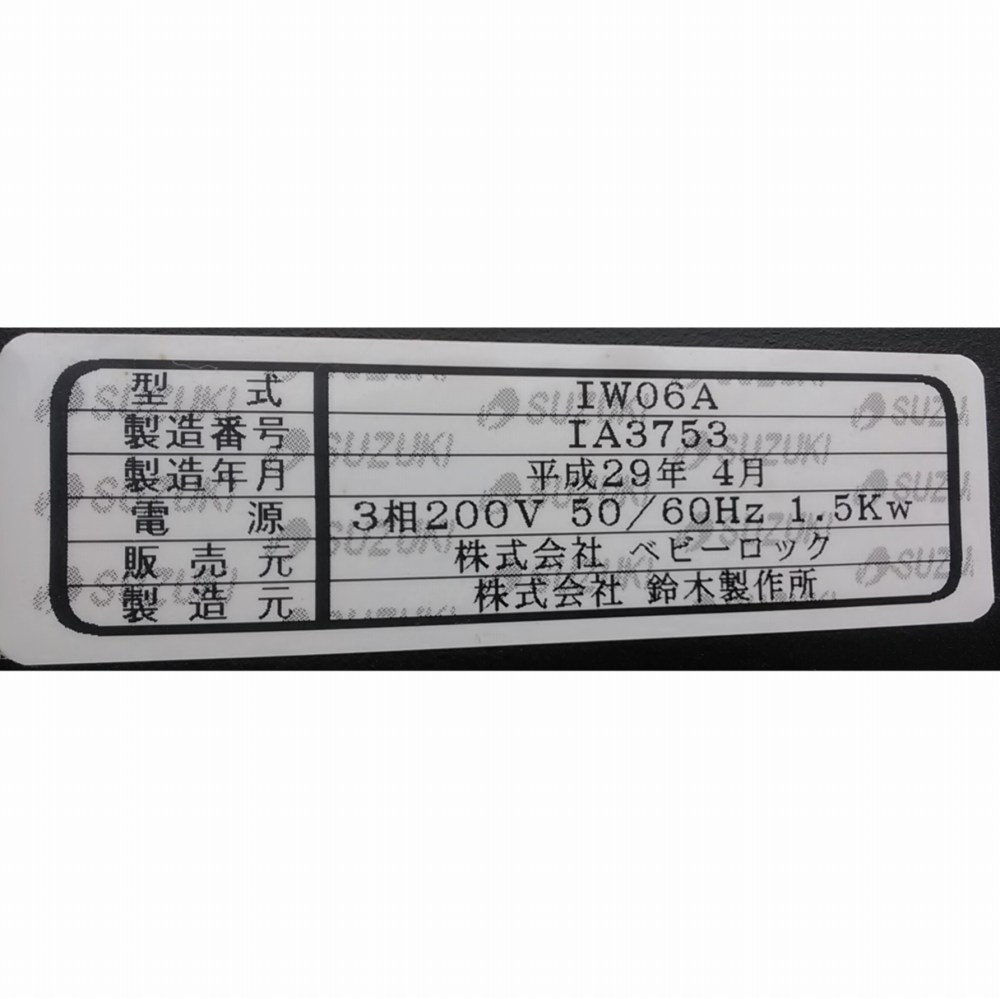 型式 IW06A
製造番号 IA3753
製造年月 平成29年 4月
電源 3相200V 50/60Hz 1.5Kw
販売元 株式会社 ベビーロック
製造元 株式会社 鈴木製作所
SUZUKI